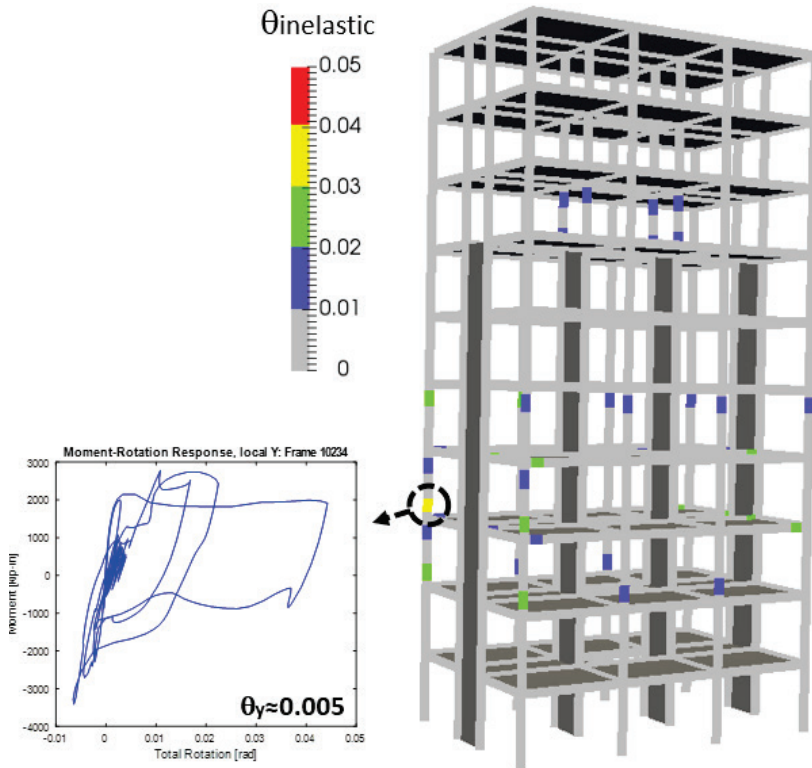 θinelastic
0.05
0.04
0.03
0.02
0.01
0
Moment-Rotation Response, local Y: Frame 10234
3000
2000
1000
0
-1000
-2000
-3000
-4000
Moment [kip-in]
θy≈0.005
-0.01 0 0.01 0.02 0.03 0.04 0.05
Total Rotation [rad]